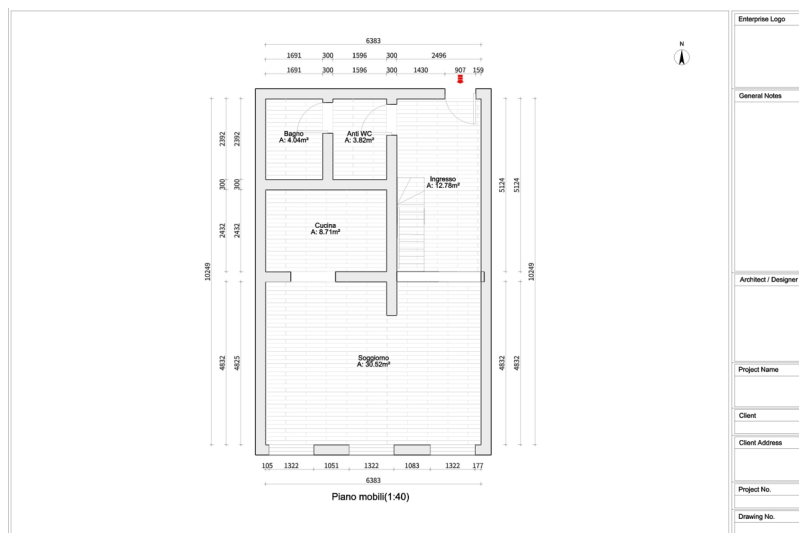 Enterprise Logo
General Notes
Architect / Designer
Project Name
Client
Client Address
Project No.
Drawing No.
N
6383
1691 300 1596 300 2496
1691 300 1596 300 1430 907 159
Bagno
A: 4.04m²
Anti WC
A: 3.82m²
Ingresso
A: 12.78m²
Cucina
A: 8.71m²
Soggiorno
A: 30.52m²
10249
2392
300
2432
4832
2392
300
2432
4825
5124
4832
5124
4832
10249
105 1322 1051 1322 1083 1322 177
6383
Piano mobili(1:40)